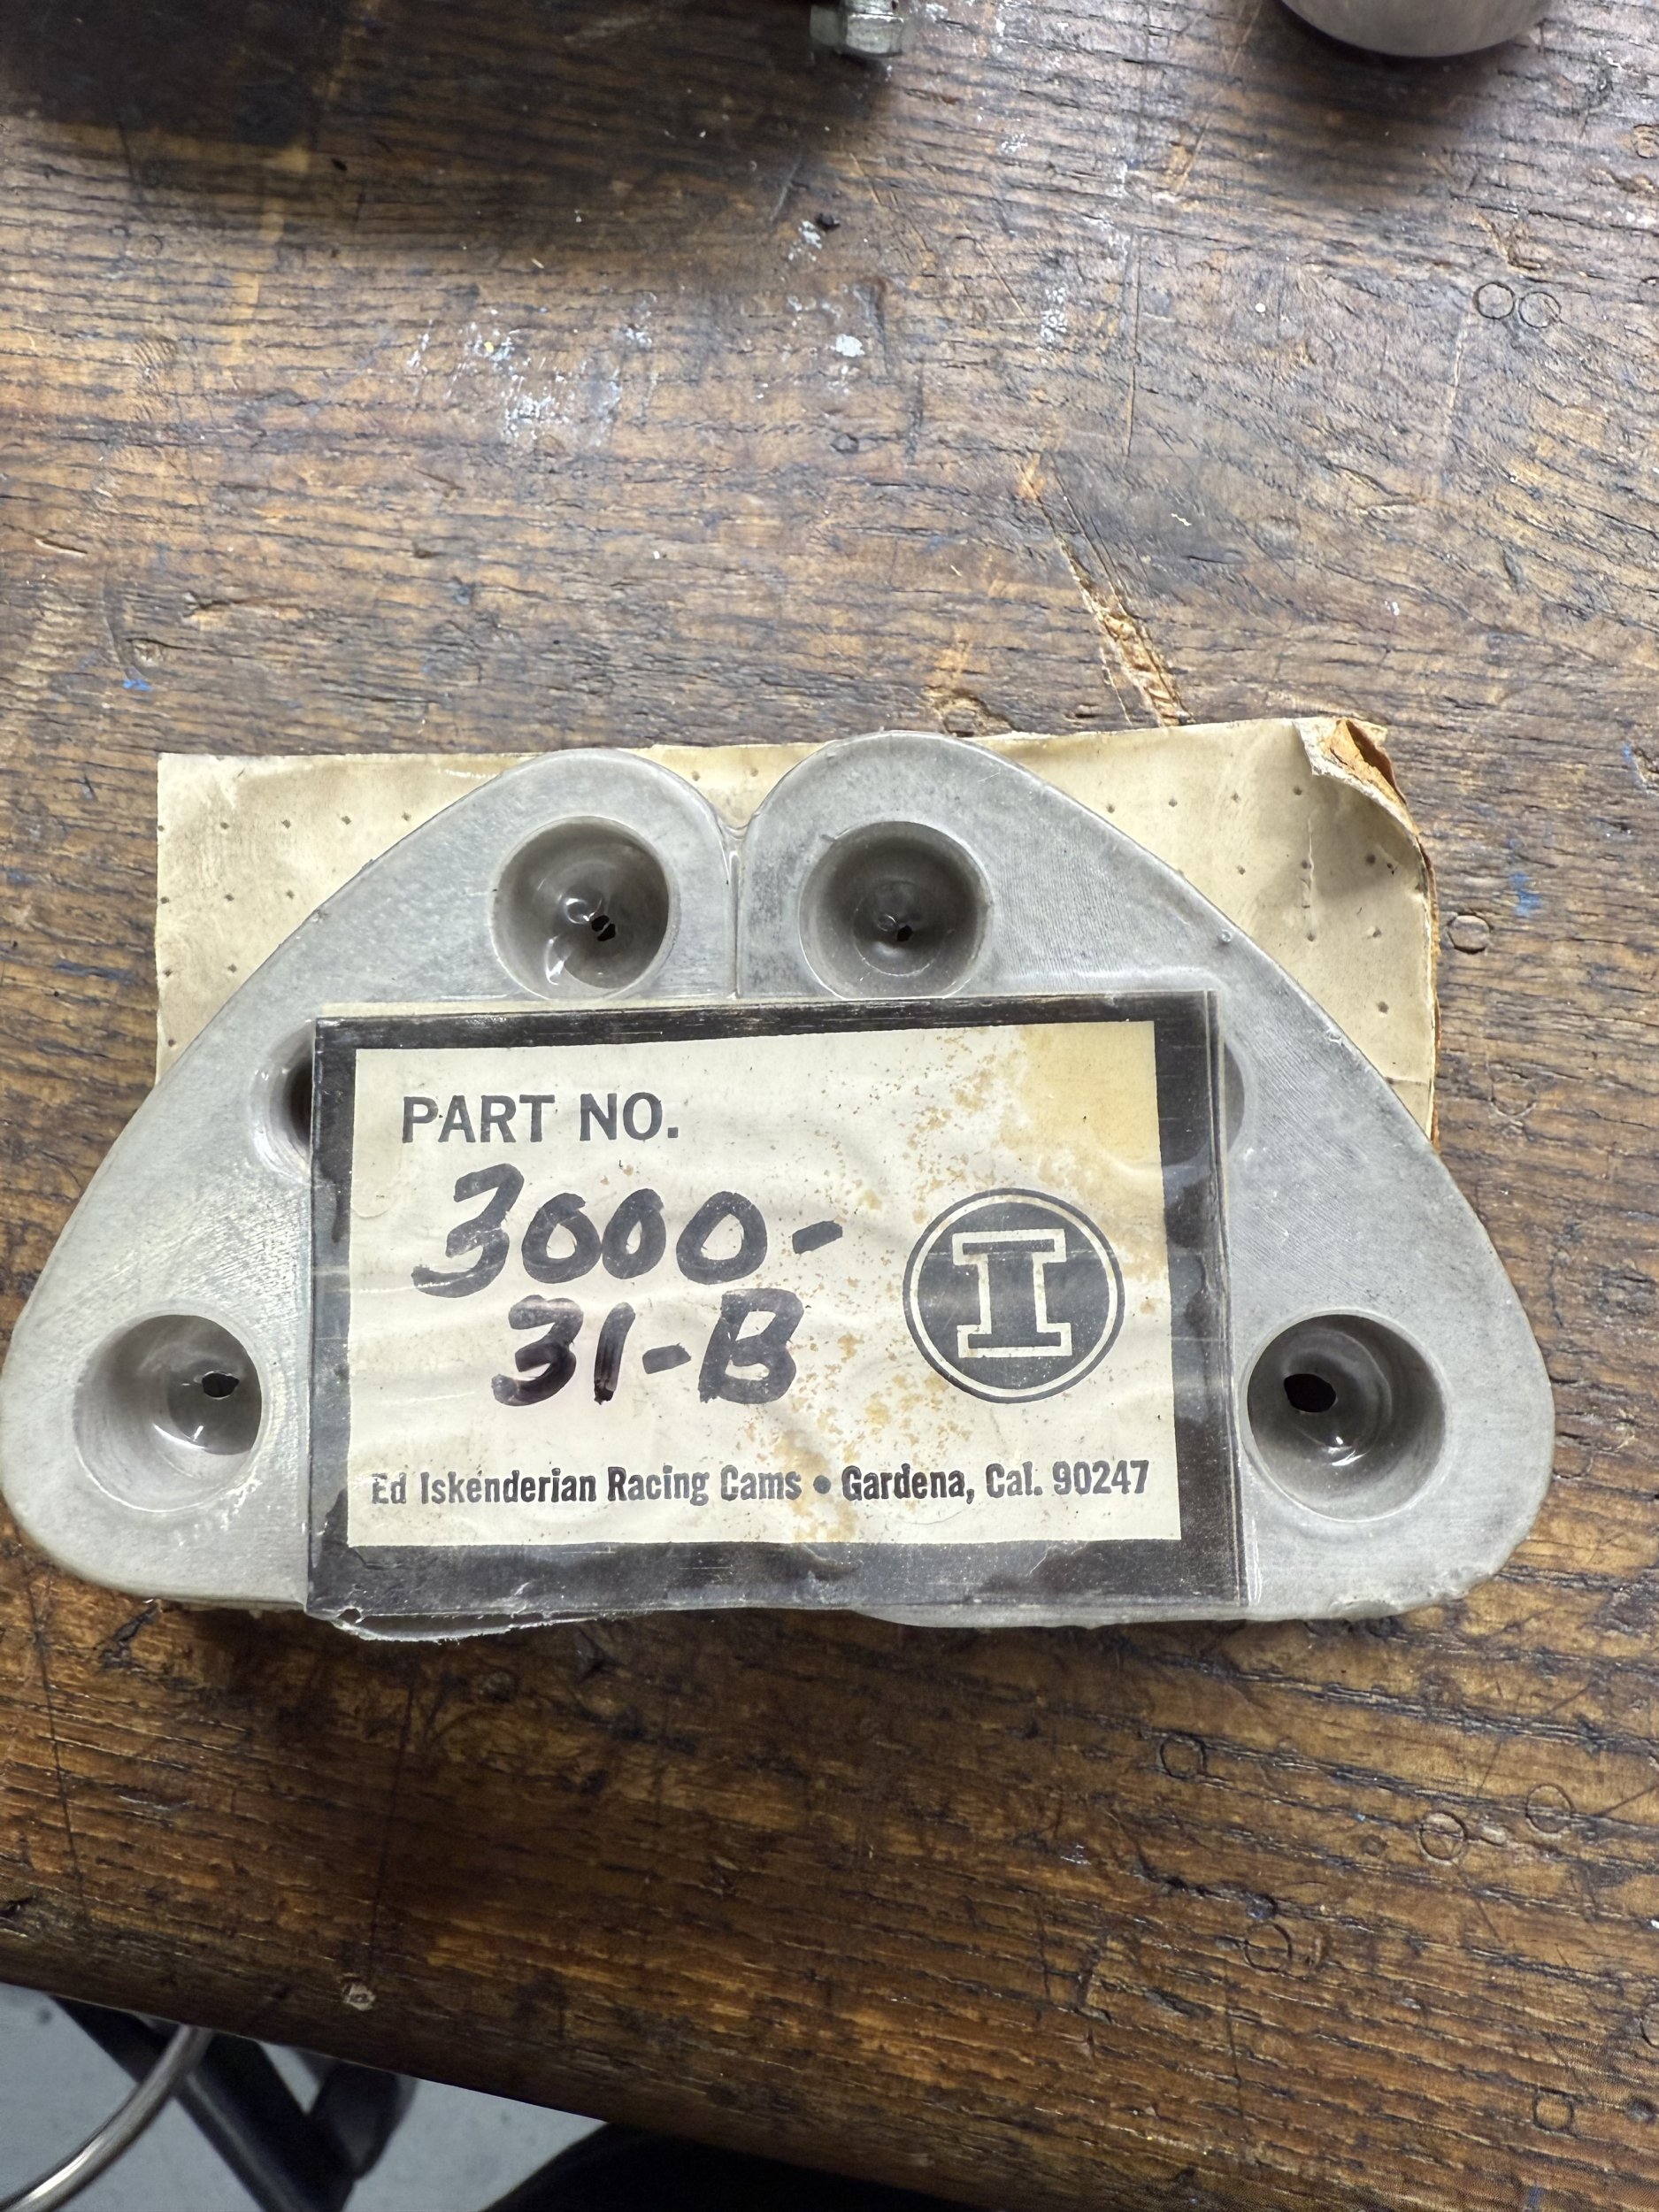 PART NO.
3000-
31-B
I
Ed Iskenderian Racing Cams • Gardena, Cal. 90247